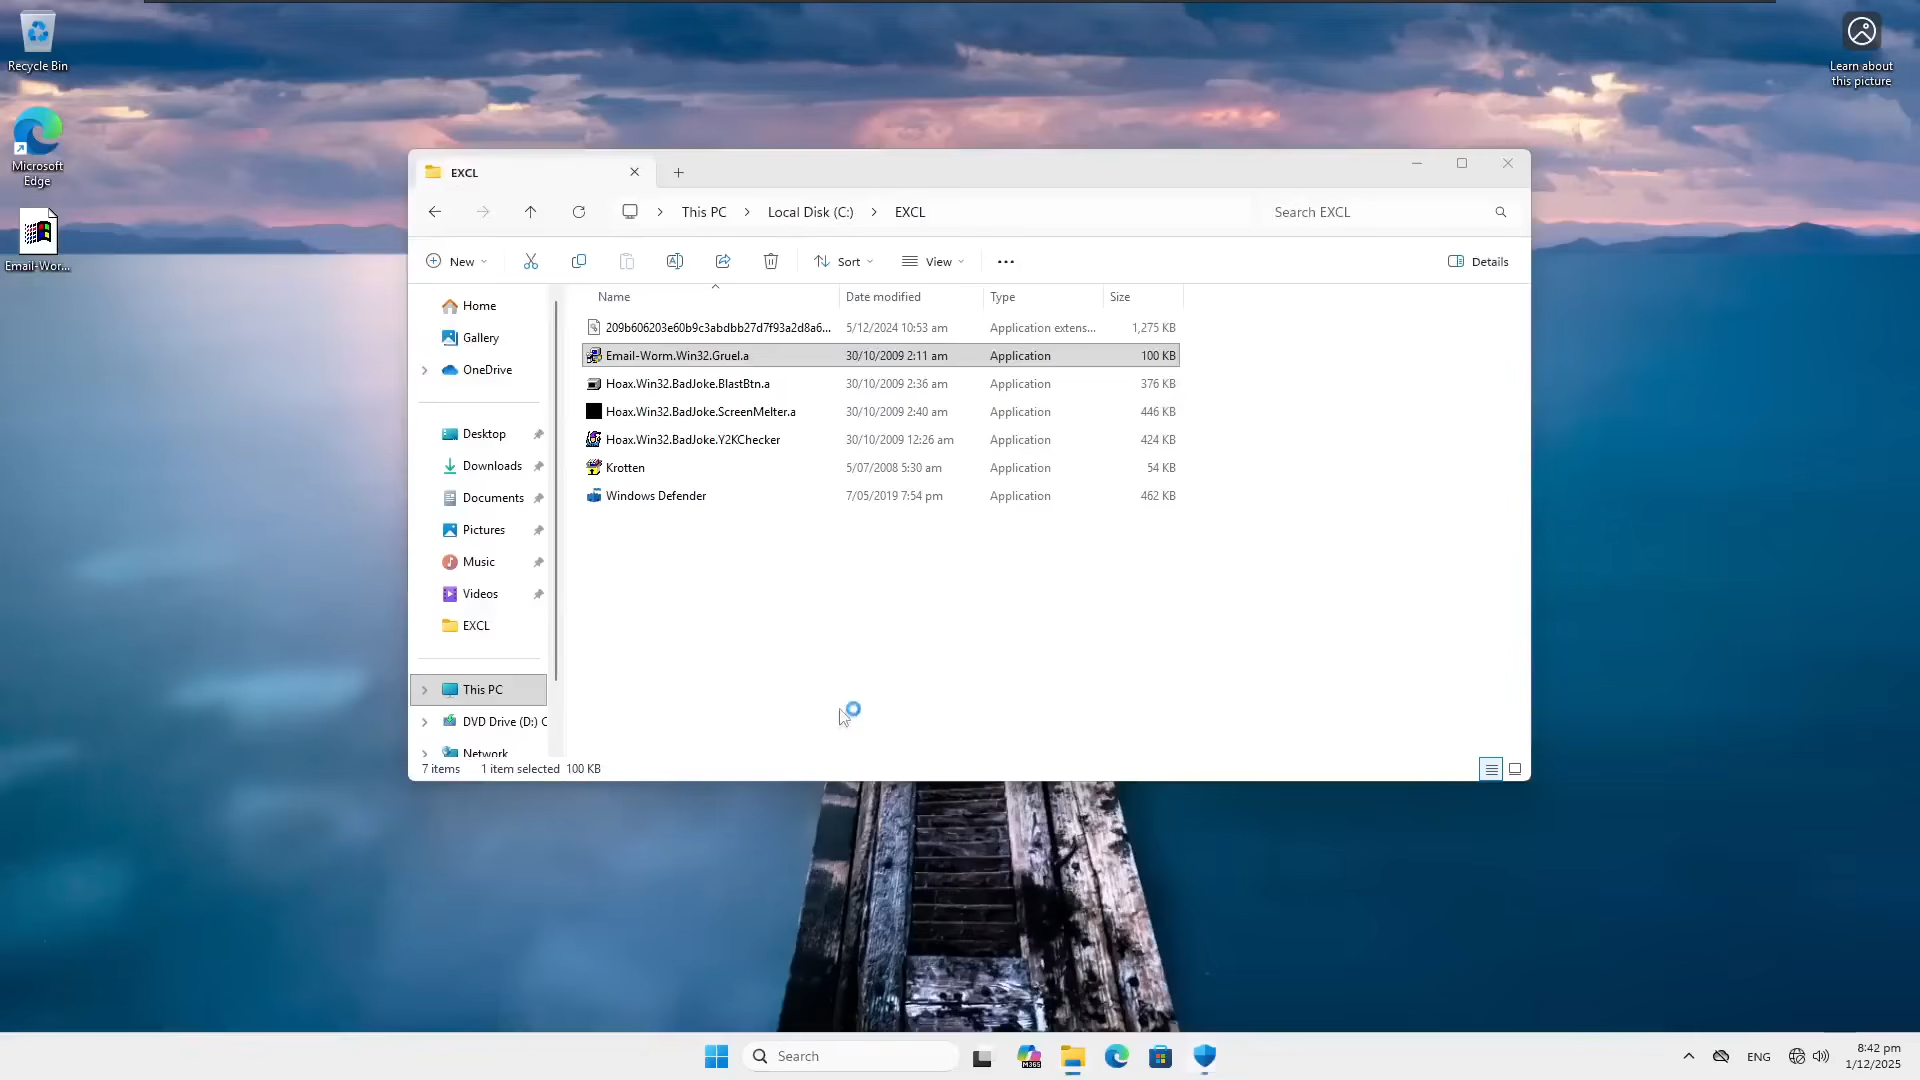 Recycle Bin
Learn about
this picture
Microsoft
Edge
Email-Wor...
EXCL
This PC
Local Disk (C:)
EXCL
Search EXCL
New
Sort
View
Details
Name
Date modified
Type
Size
209b606203e60b9c3abdbb27d7f93a2d8a6... 5/12/2024 10:53 am Application extens... 1,275 KB
Email-Worm.Win32.Gruel.a 30/10/2009 2:11 am Application 100 KB
Hoax.Win32.BadJoke.BlastBtn.a 30/10/2009 2:36 am Application 376 KB
Hoax.Win32.BadJoke.ScreenMelter.a 30/10/2009 2:40 am Application 446 KB
Hoax.Win32.BadJoke.Y2KChecker 30/10/2009 12:26 am Application 424 KB
Krotten 5/07/2008 5:30 am Application 54 KB
Windows Defender 7/05/2019 7:54 pm Application 462 KB
Home
Gallery
OneDrive
Desktop
Downloads
Documents
Pictures
Music
Videos
EXCL
This PC
DVD Drive (D:) C
Network
7 items 1 item selected 100 KB
Search
M365
ENG
8:42 pm
1/12/2025